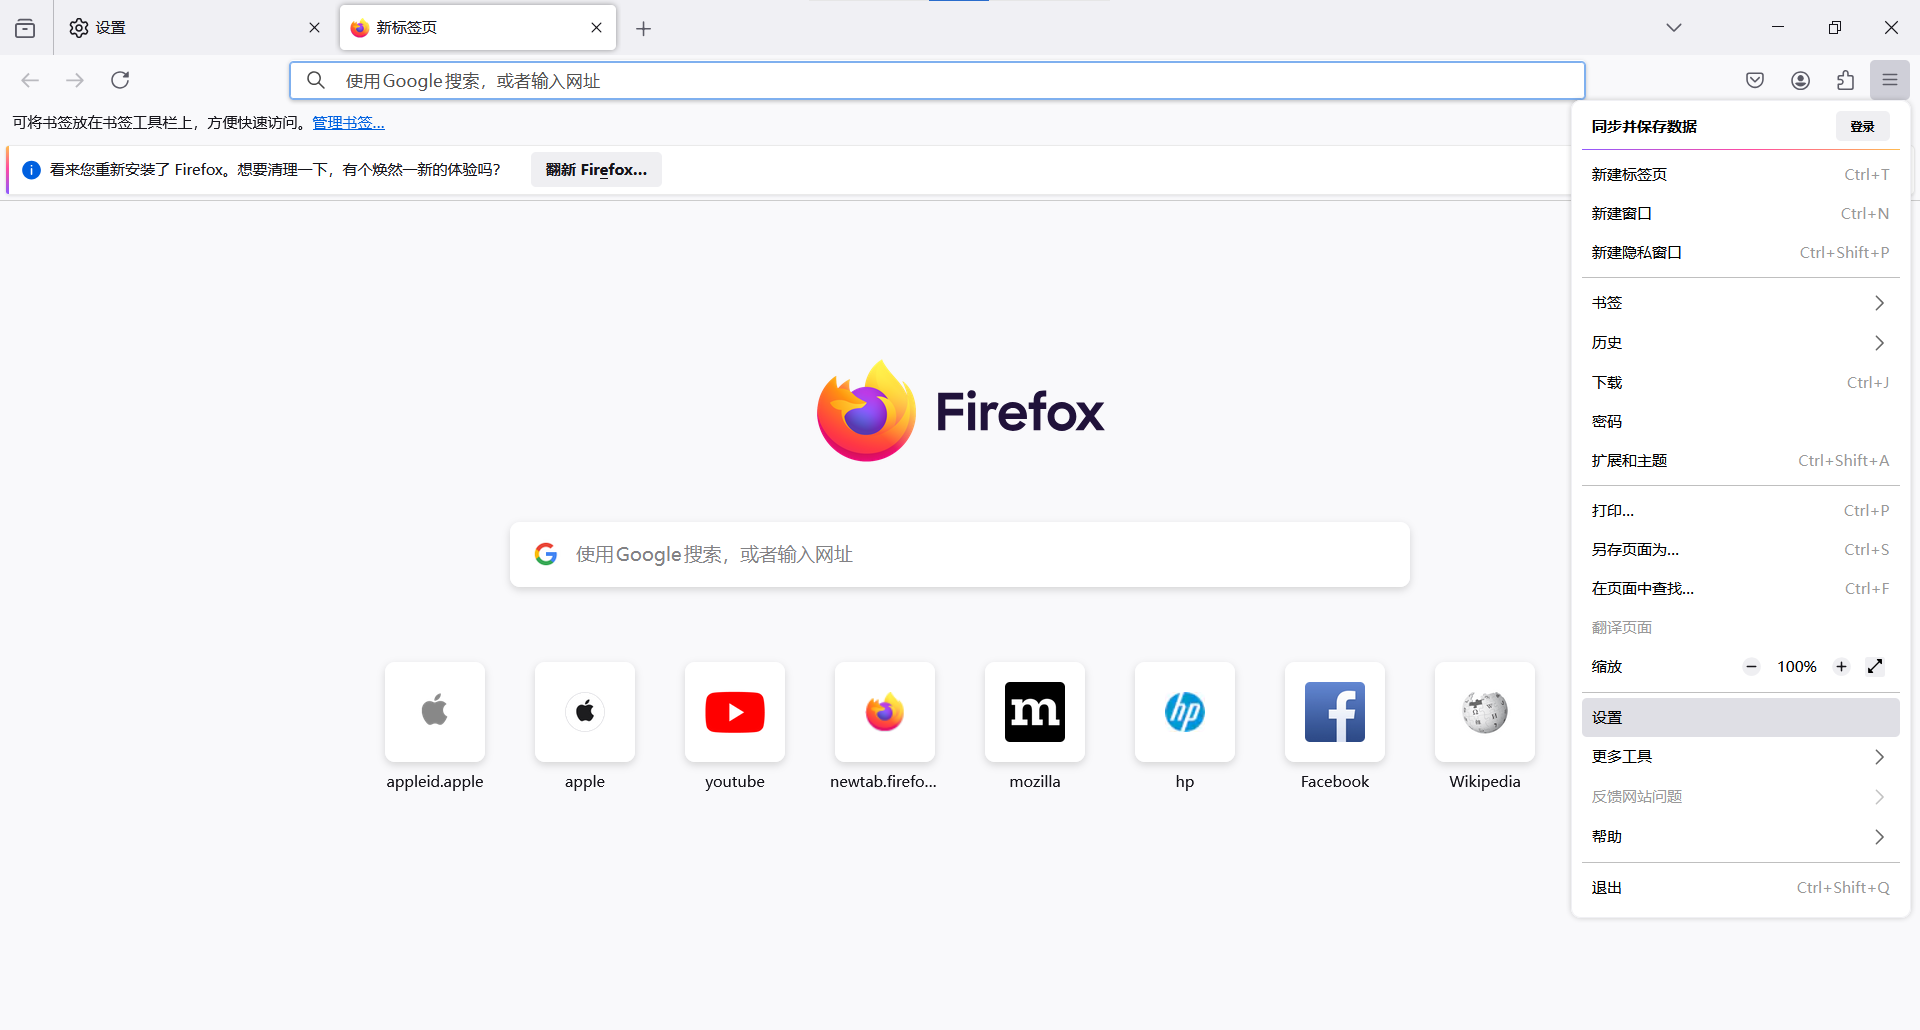 设置
新标签页
使用Google搜索，或者输入网址
可将书签放在书签工具栏上，方便快速访问。管理书签...
看来您重新安装了 Firefox。想要清理一下，有个焕然一新的体验吗？
翻新 Firefox...
同步并保存数据 登录
新建标签页 Ctrl+T
新建窗口 Ctrl+N
新建隐私窗口 Ctrl+Shift+P
书签
历史
下载 Ctrl+J
密码
扩展和主题 Ctrl+Shift+A
打印... Ctrl+P
另存页面为... Ctrl+S
在页面中查找... Ctrl+F
翻译页面
缩放 − 100% +
设置
更多工具
反馈网站问题
帮助
退出 Ctrl+Shift+Q
Firefox
使用Google搜索，或者输入网址
m
hp
f
appleid.apple
apple
youtube
newtab.firefo...
mozilla
hp
Facebook
Wikipedia